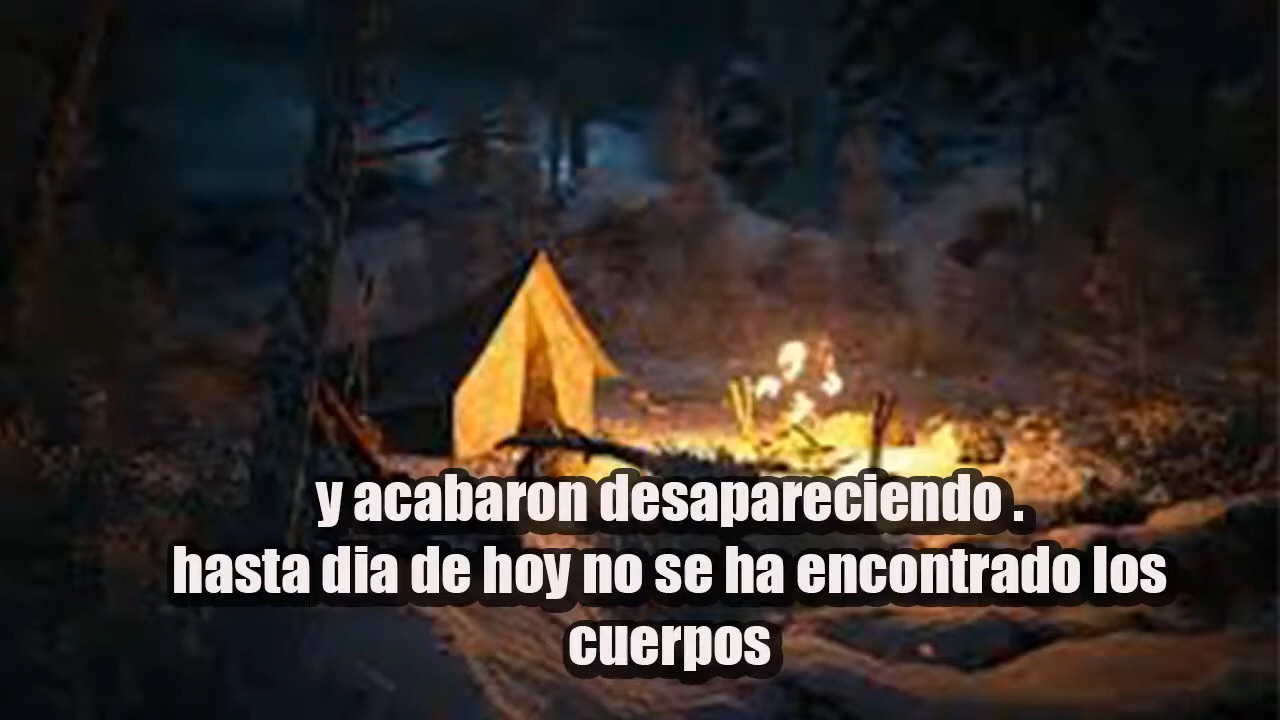 y acabaron desapareciendo .
hasta dia de hoy no se ha encontrado los
cuerpos